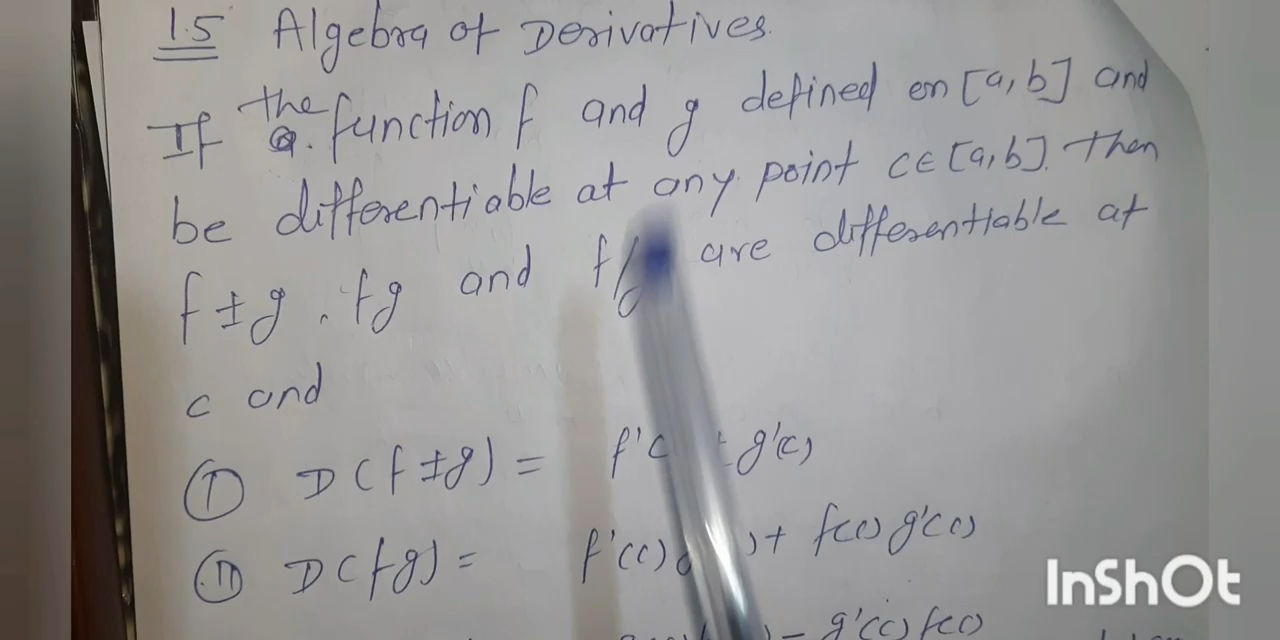 1.5 Algebra of Derivatives.
If the function f and g defined on [a,b] and
be differentiable at any point c∈[a,b]. Then
f±g, fg and f/g are differentiable at
c and
(I) D(f±g) = f'c ± g'(c)
(II) D(fg) = f'(c) g )+ f(c) g'(c)
- g'(c) f(c)
InShOt